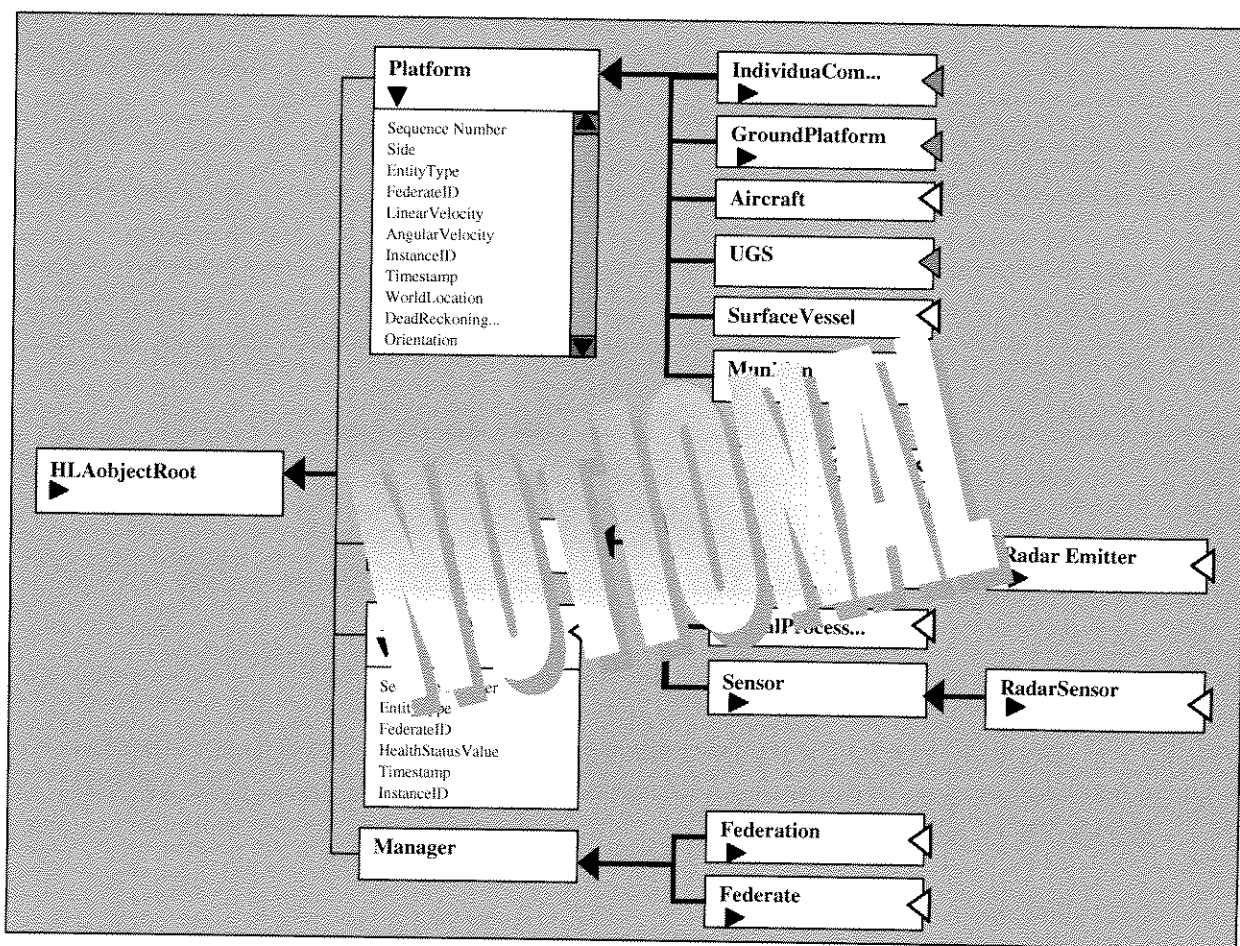 Platform
Sequence Number
Side
EntityType
FederateID
LinearVelocity
AngularVelocity
InstanceID
Timestamp
WorldLocation
DeadReckoning...
Orientation
IndividuaCom...
GroundPlatform
Aircraft
UGS
SurfaceVessel
HLAobjectRoot
NOTIONAL
Radar Emitter
Sensor
RadarSensor
EntityType
FederateID
HealthStatusValue
Timestamp
InstanceID
Manager
Federation
Federate